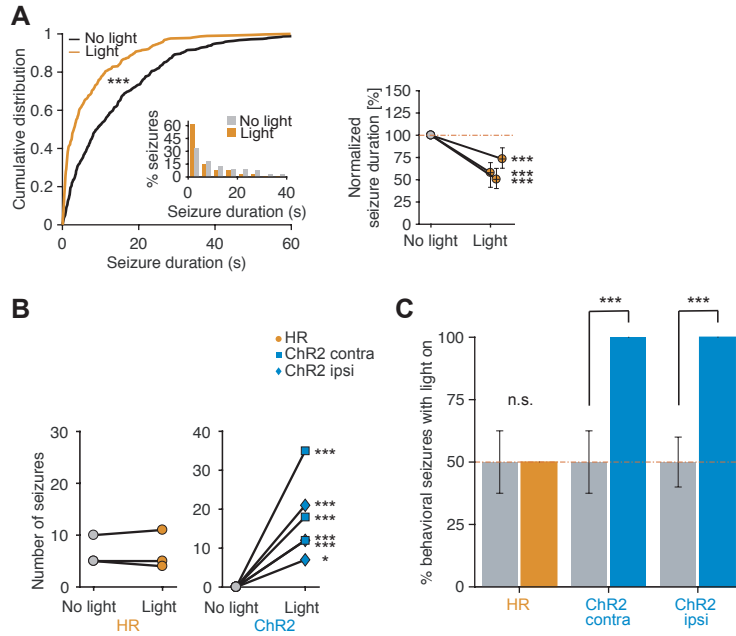 A
No light
Light
Cumulative distribution
1
0.8
0.6
0.4
0.2
0
***
0
20
40
60
Seizure duration (s)
No light
Light
% seizures
60
45
30
15
0
0
20
40
Seizure duration (s)
Normalized
seizure duration [%]
150
125
100
75
50
25
0
***
***
***
No light
Light
B
HR
ChR2 contra
ChR2 ipsi
Number of seizures
30
20
10
0
No light
Light
HR
40
30
20
10
0
***
***
***
***
***
*
No light
Light
ChR2
C
% behavioral seizures with light on
100
75
50
25
0
n.s.
***
***
HR
ChR2
contra
ChR2
ipsi